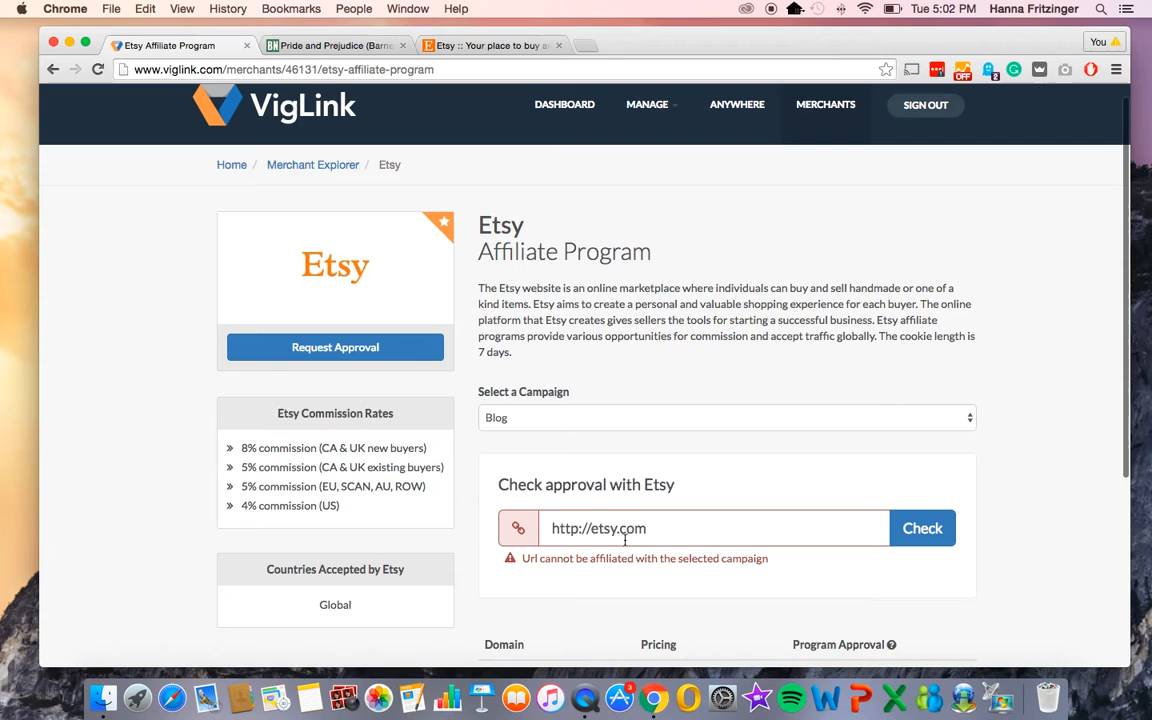 Chrome File Edit View History Bookmarks People Window Help Tue 5:02 PM Hanna Fritzinger
Etsy Affiliate Program
Pride and Prejudice (Barne
Etsy :: Your place to buy a
You
www.viglink.com/merchants/46131/etsy-affiliate-program
OFF
2
VigLink DASHBOARD MANAGE ANYWHERE MERCHANTS SIGN OUT
Home / Merchant Explorer / Etsy
Etsy
Request Approval
Etsy Commission Rates
8% commission (CA & UK new buyers)
5% commission (CA & UK existing buyers)
5% commission (EU, SCAN, AU, ROW)
4% commission (US)
Countries Accepted by Etsy
Global
Etsy
Affiliate Program
The Etsy website is an online marketplace where individuals can buy and sell handmade or one of a
kind items. Etsy aims to create a personal and valuable shopping experience for each buyer. The online
platform that Etsy creates gives sellers the tools for starting a successful business. Etsy affiliate
programs provide various opportunities for commission and accept traffic globally. The cookie length is
7 days.
Select a Campaign
Blog
Check approval with Etsy
http://etsy.com Check
Url cannot be affiliated with the selected campaign
Domain Pricing Program Approval